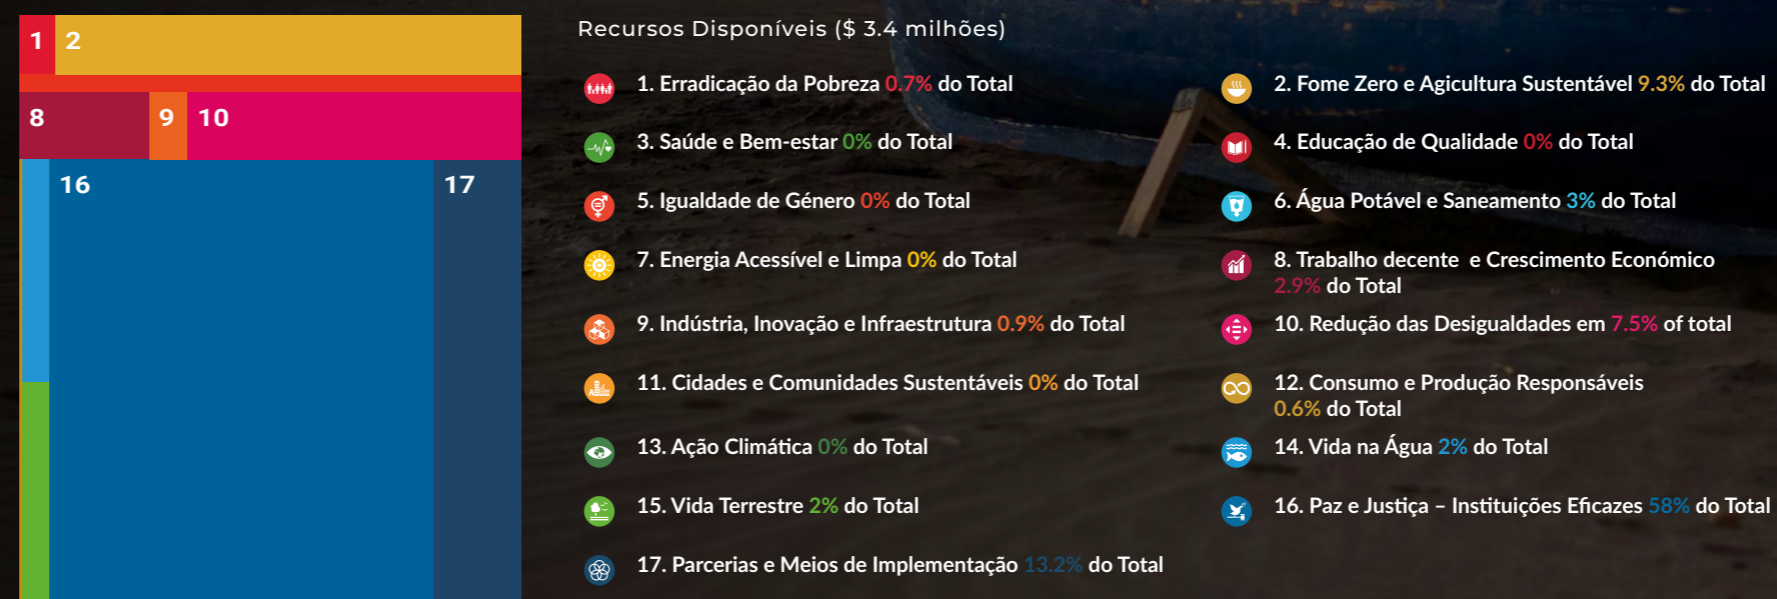 1 2
8 9 10
16 17
Recursos Disponíveis ($ 3.4 milhões)
1. Erradicação da Pobreza 0.7% do Total
2. Fome Zero e Agicultura Sustentável 9.3% do Total
3. Saúde e Bem-estar 0% do Total
4. Educação de Qualidade 0% do Total
5. Igualdade de Género 0% do Total
6. Água Potável e Saneamento 3% do Total
7. Energia Acessível e Limpa 0% do Total
8. Trabalho decente e Crescimento Económico
2.9% do Total
9. Indústria, Inovação e Infraestrutura 0.9% do Total
10. Redução das Desigualdades em 7.5% of total
11. Cidades e Comunidades Sustentáveis 0% do Total
12. Consumo e Produção Responsáveis
0.6% do Total
13. Ação Climática 0% do Total
14. Vida na Água 2% do Total
15. Vida Terrestre 2% do Total
16. Paz e Justiça – Instituições Eficazes 58% do Total
17. Parcerias e Meios de Implementação 13.2% do Total